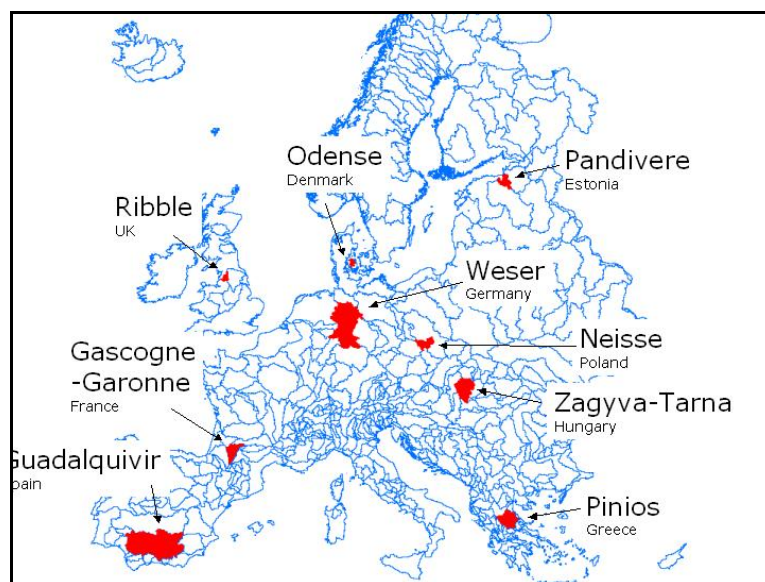 Odense
Denmark
Pandivere
Estonia
Ribble
UK
Weser
Germany
Neisse
Poland
Gascogne
-Garonne
France
Zagyva-Tarna
Hungary
Guadalquivir
pain
Pinios
Greece